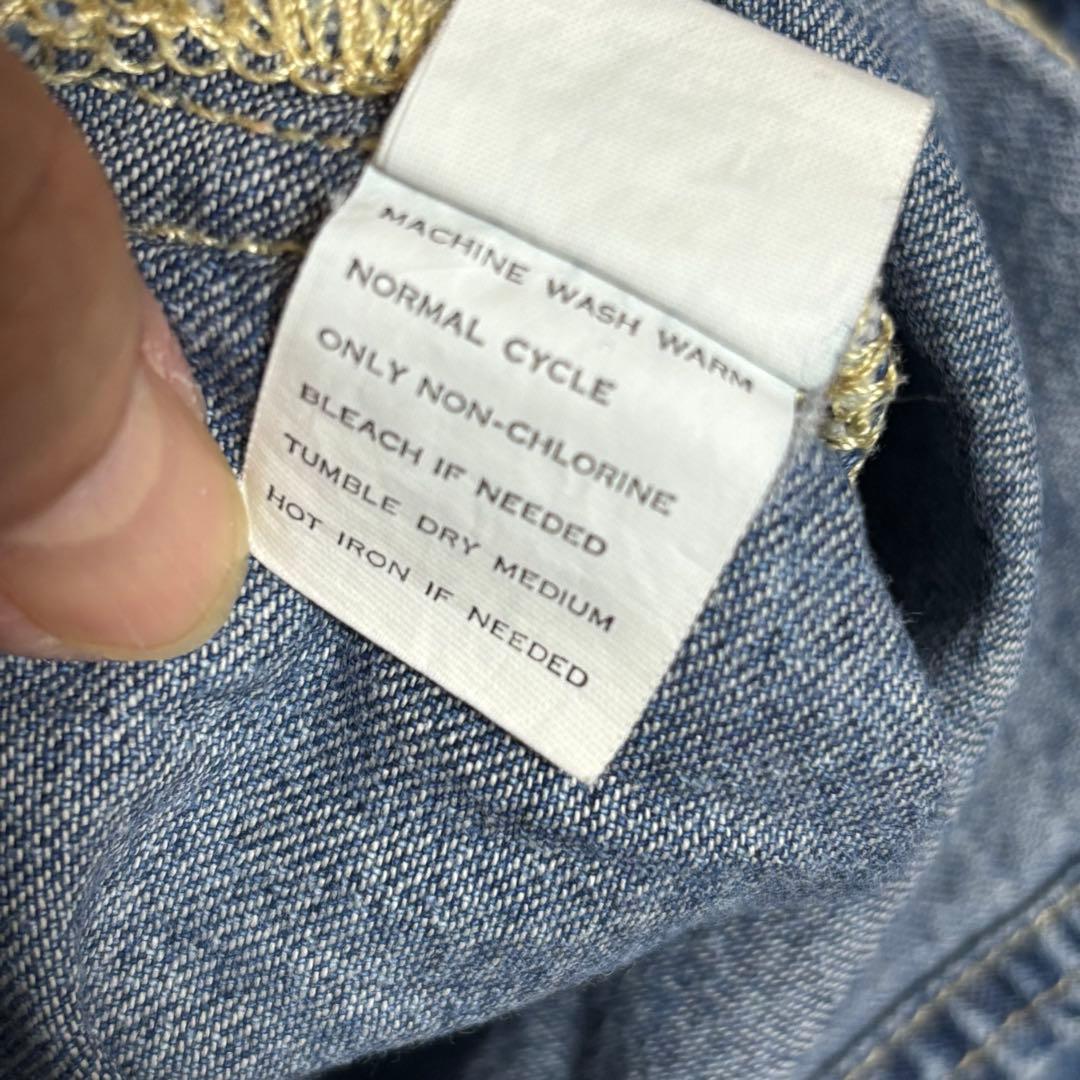 MACHINE WASH WARM
NORMAL CYCLE
ONLY NON-CHLORINE
BLEACH IF NEEDED
TUMBLE DRY MEDIUM
HOT IRON IF NEEDED